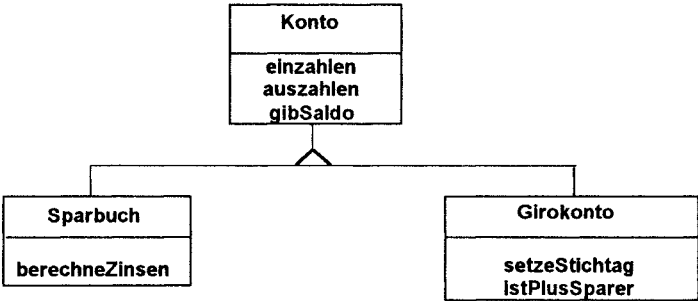 Konto
einzahlen
auszahlen
gibSaldo
Sparbuch
berechneZinsen
Girokonto
setzeStichtag
istPlusSparer